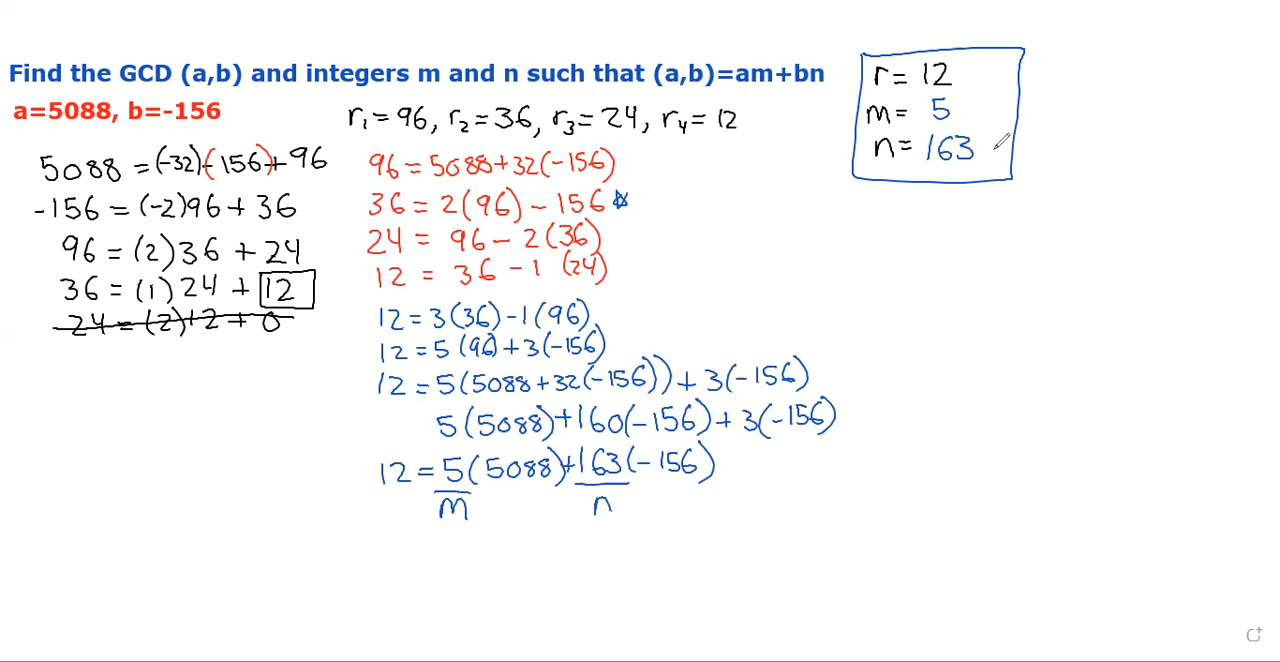 Find the GCD (a,b) and integers m and n such that (a,b)=am+bn
a=5088, b=-156
r₁=96, r₂=36, r₃=24, r₄=12
5088=(-32)(-156)+96
-156=(-2)96+36
96=(2)36+24
36=(1)24+12
24=(2)12+0
96=5088+32(-156)
36=2(96)-156
24=96-2(36)
12=36-1(24)
12=3(36)-1(96)
12=5(96)+3(-156)
12=5(5088+32(-156))+3(-156)
5(5088)+160(-156)+3(-156)
12=5(5088)+163(-156)
m n
r=12
m=5
n=163